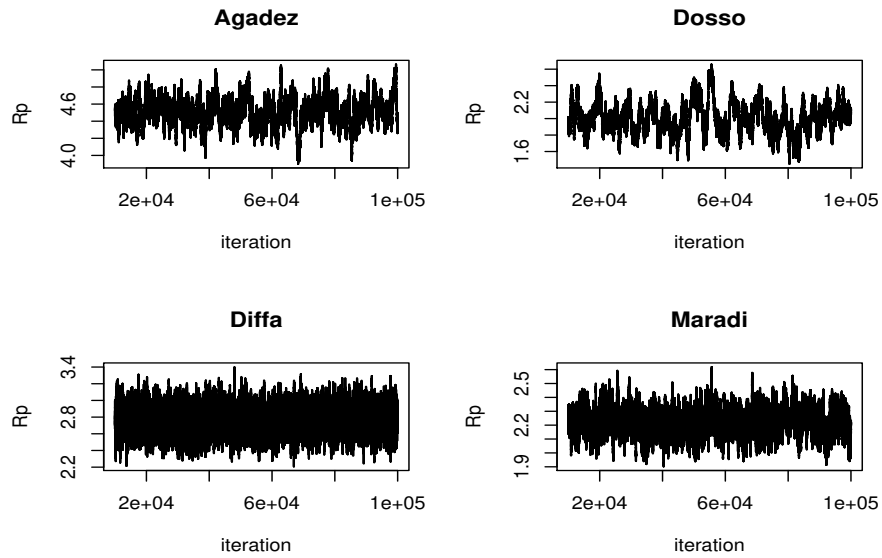 Agadez
Rp
4.0 4.6
2e+04 6e+04 1e+05
iteration
Dosso
Rp
1.6 2.2
2e+04 6e+04 1e+05
iteration
Diffa
Rp
2.2 2.8 3.4
2e+04 6e+04 1e+05
iteration
Maradi
Rp
1.9 2.2 2.5
2e+04 6e+04 1e+05
iteration